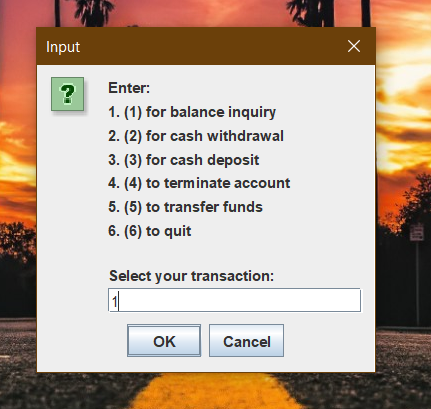 Input
Enter:
1. (1) for balance inquiry
2. (2) for cash withdrawal
3. (3) for cash deposit
4. (4) to terminate account
5. (5) to transfer funds
6. (6) to quit
Select your transaction:
1
OK Cancel